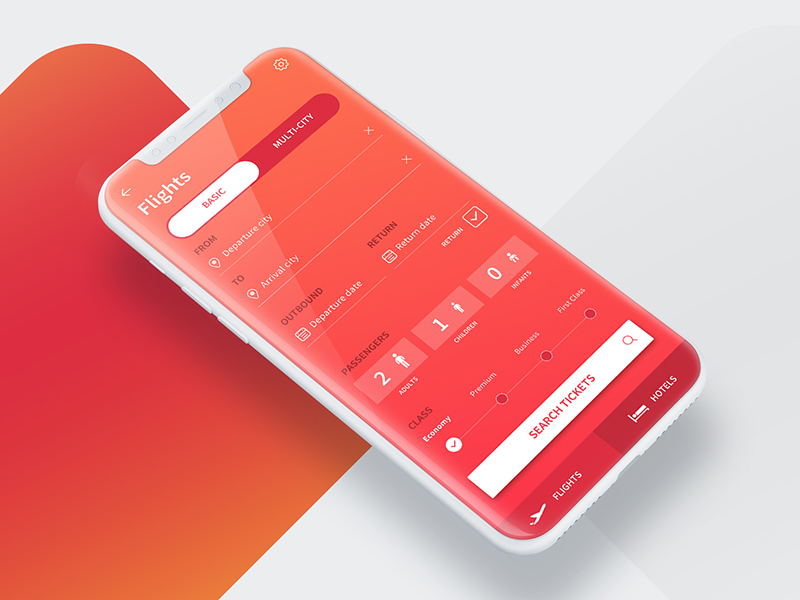 Flights
BASIC
MULTI-CITY
FROM
Departure city
TO
Arrival city
OUTBOUND
Departure date
RETURN
Return date
RETURN
PASSENGERS
2
ADULTS
1
CHILDREN
0
INFANTS
CLASS
Economy
Premium
Business
First Class
SEARCH TICKETS
FLIGHTS
HOTELS